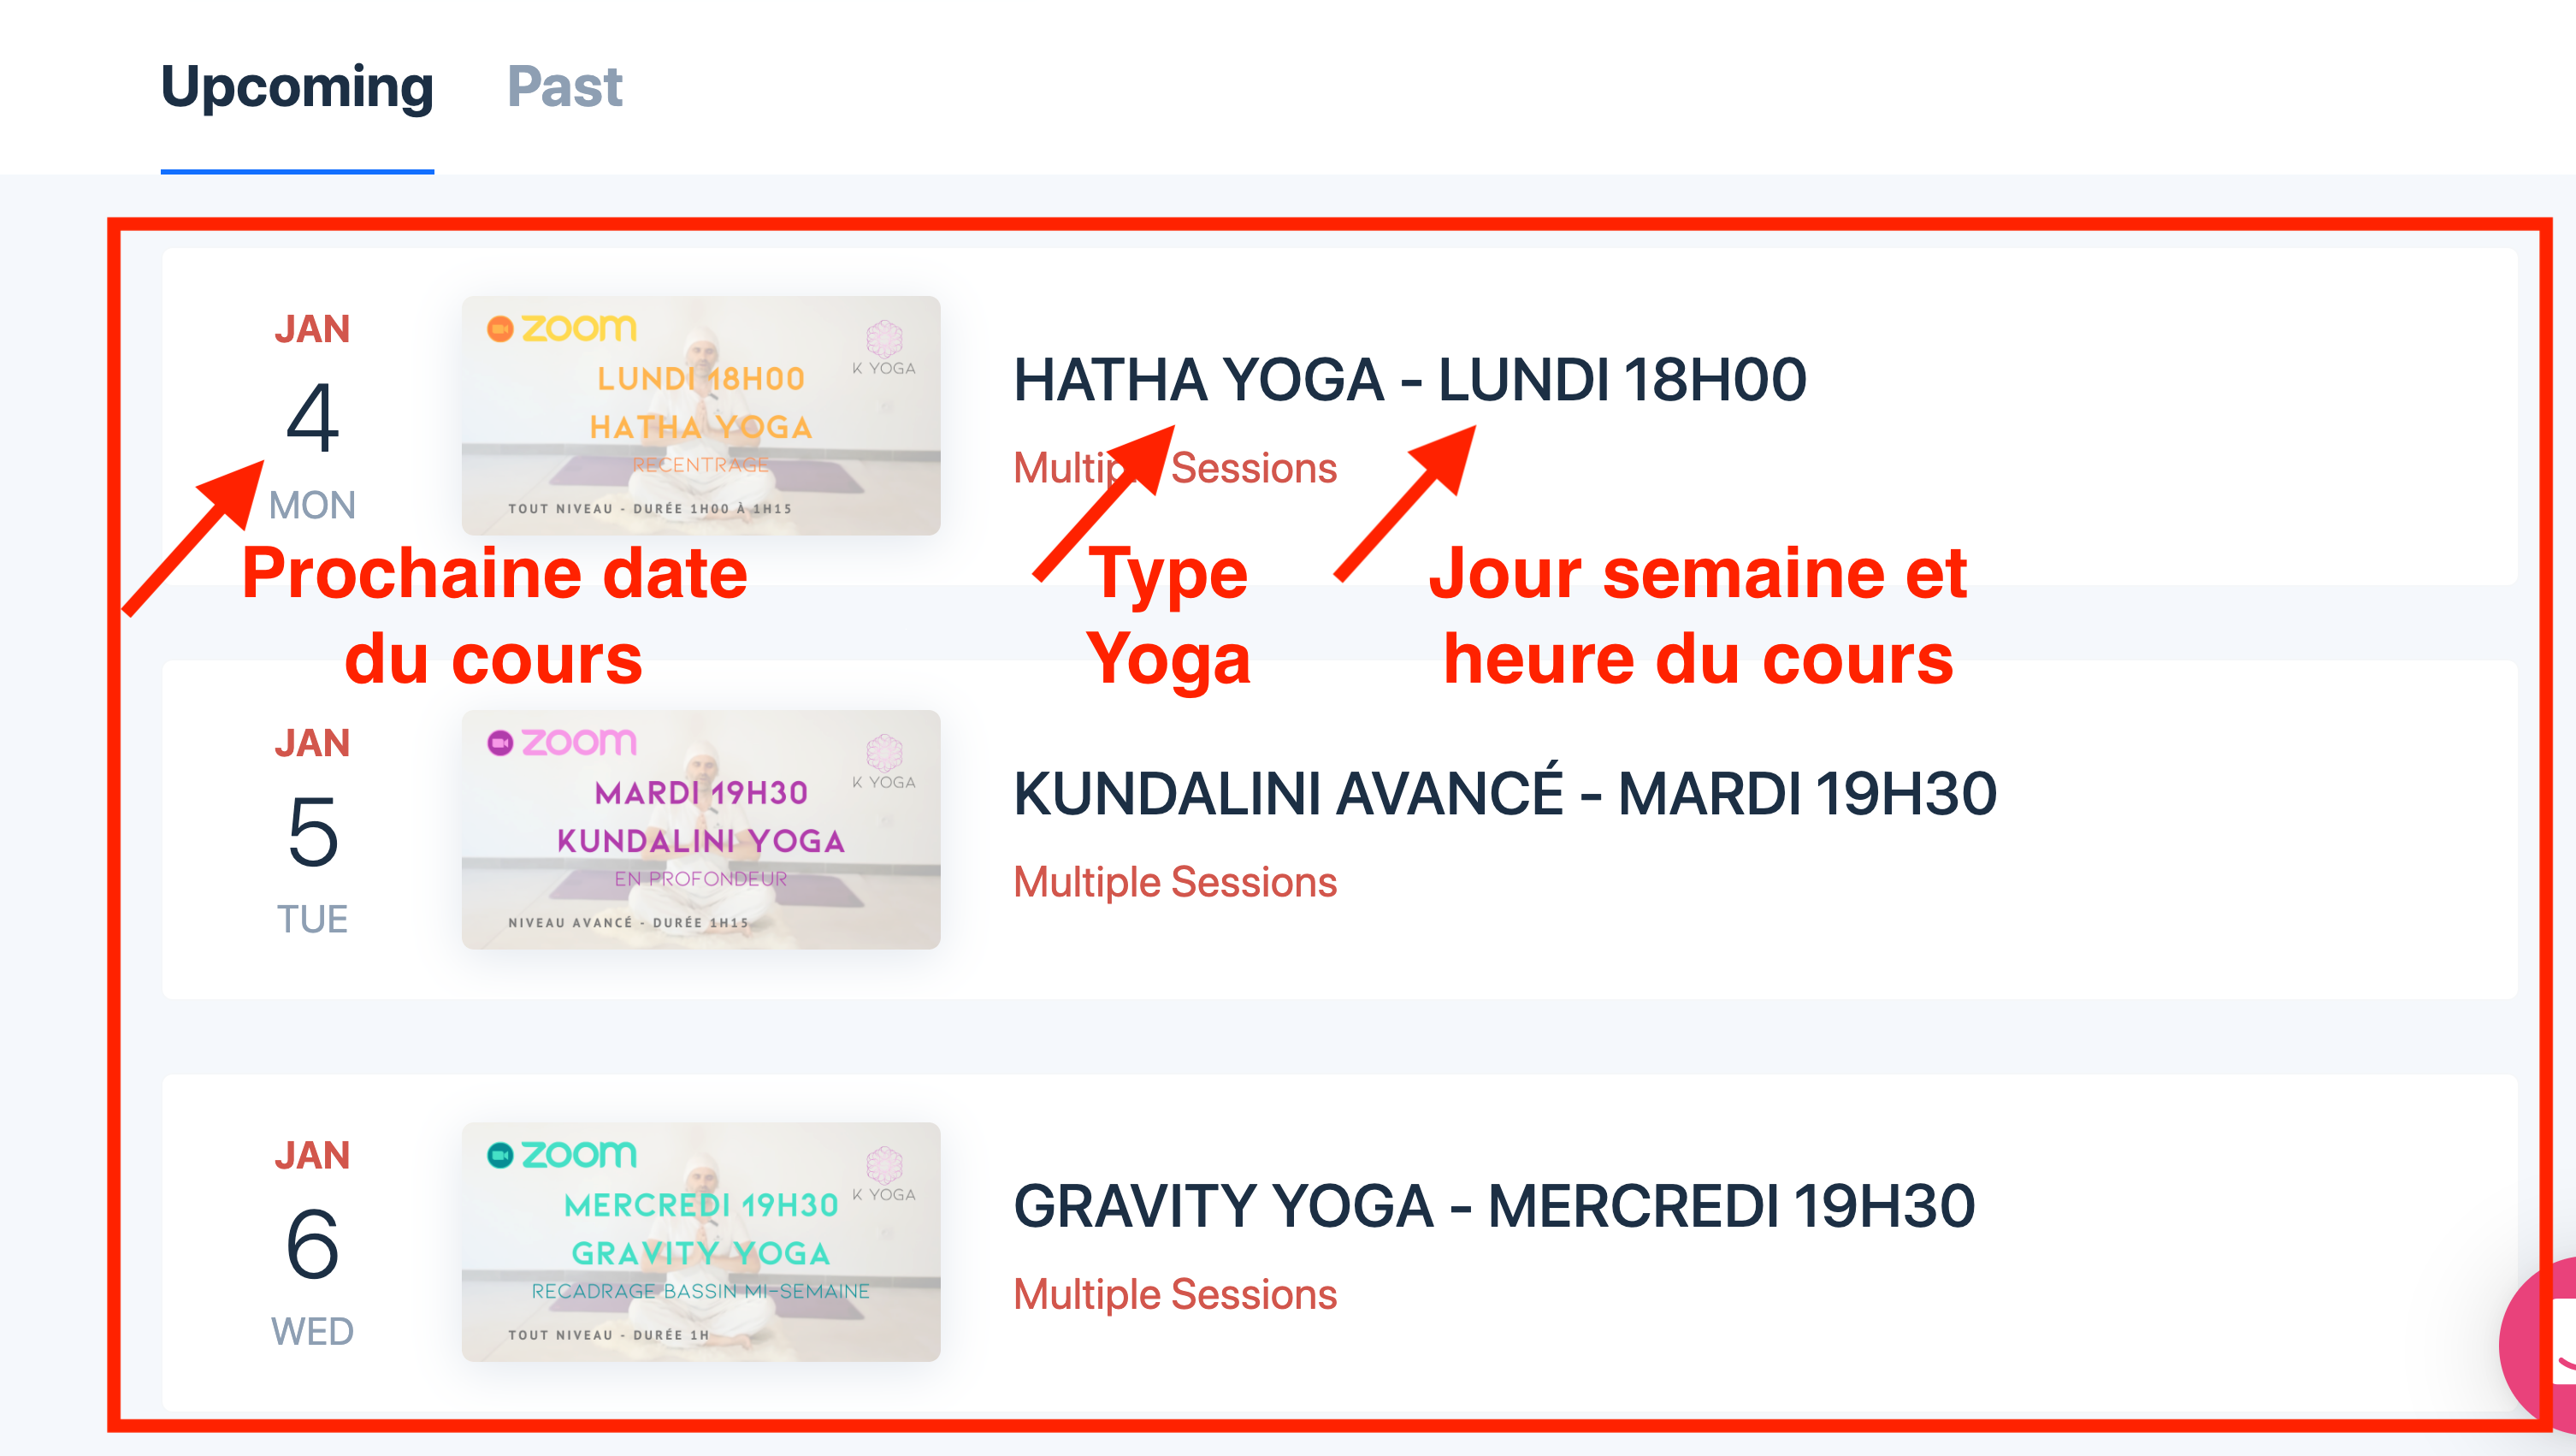 Upcoming Past
JAN
4
MON
zoom
K YOGA
LUNDI 18H00
HATHA YOGA
RECENTRAGE
TOUT NIVEAU - DURÉE 1H00 À 1H15
HATHA YOGA - LUNDI 18H00
Multiple Sessions
Prochaine date
du cours
Type
Yoga
Jour semaine et
heure du cours
JAN
5
TUE
zoom
K YOGA
MARDI 19H30
KUNDALINI YOGA
EN PROFONDEUR
NIVEAU AVANCÉ - DURÉE 1H15
KUNDALINI AVANCÉ - MARDI 19H30
Multiple Sessions
JAN
6
WED
zoom
K YOGA
MERCREDI 19H30
GRAVITY YOGA
RECADRAGE BASSIN MI-SEMAINE
TOUT NIVEAU - DURÉE 1H
GRAVITY YOGA - MERCREDI 19H30
Multiple Sessions